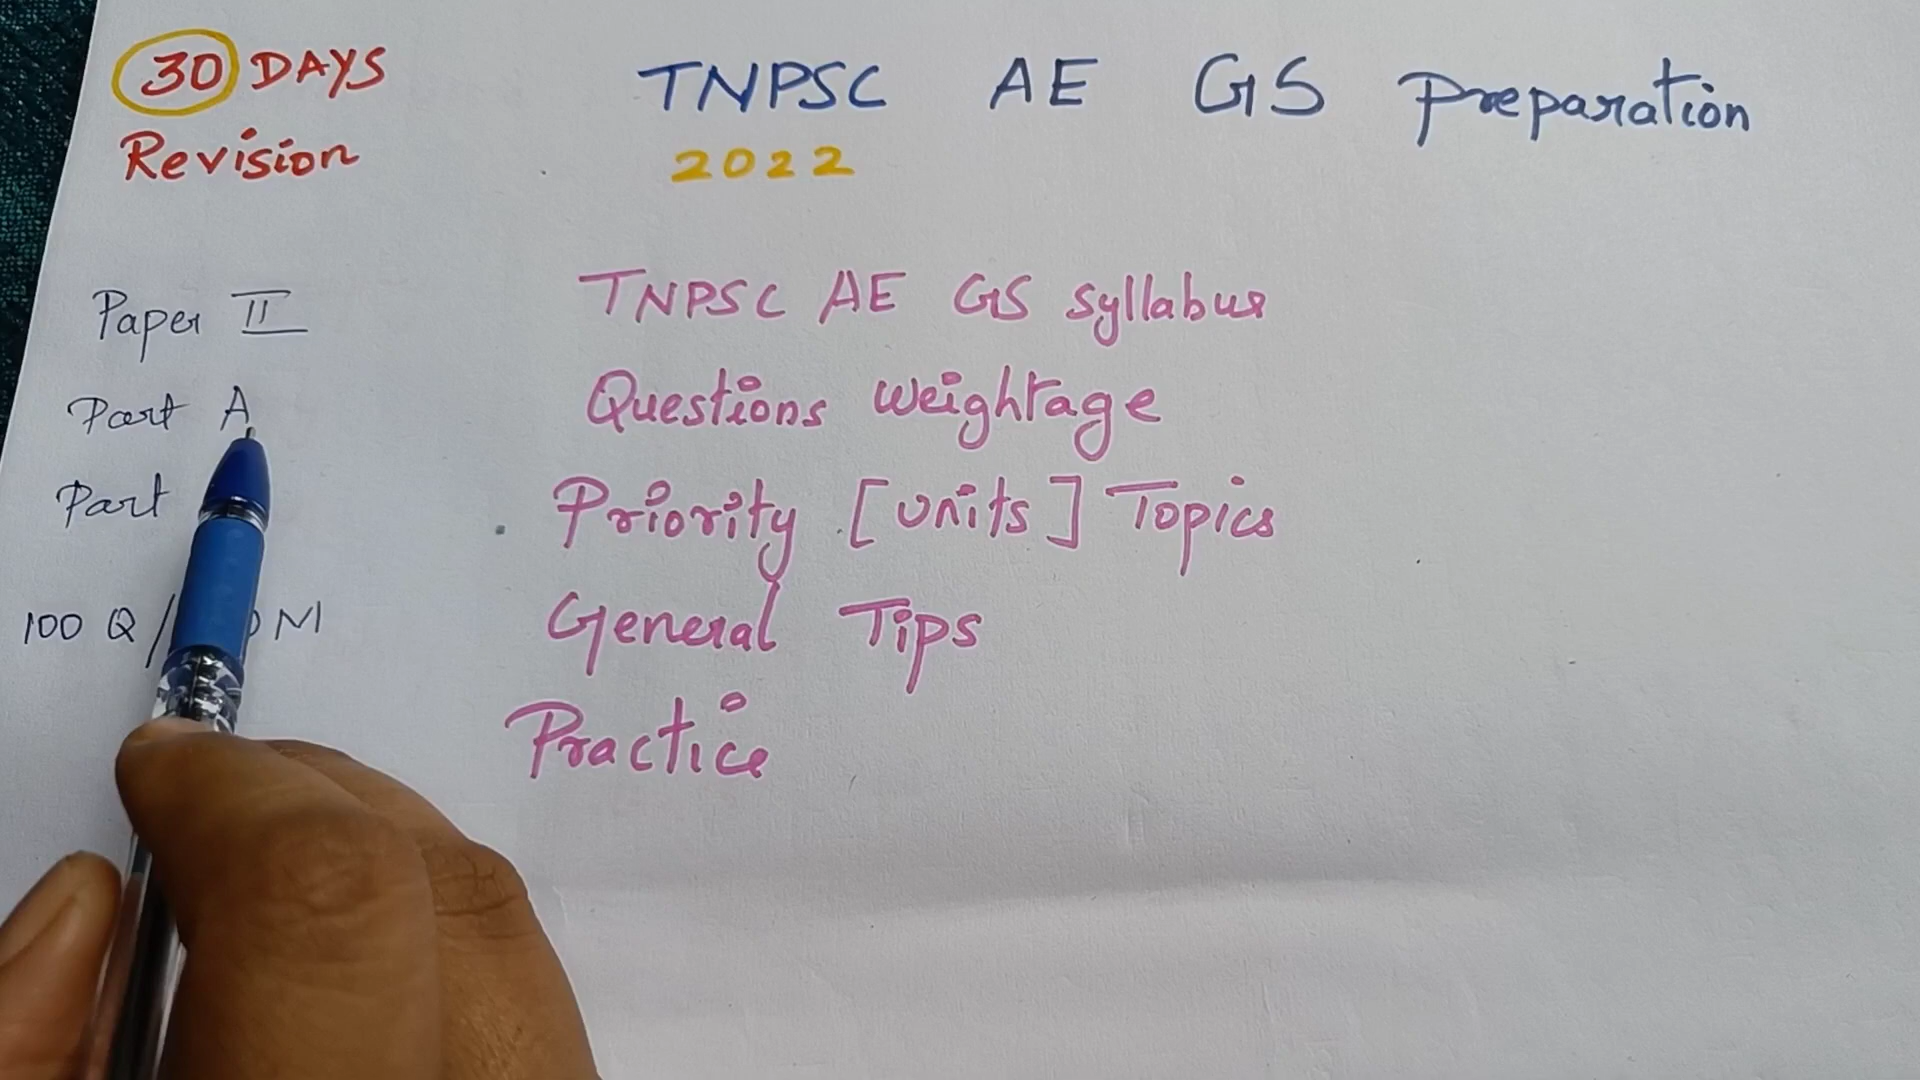 30 DAYS
Revision
TNPSC AE GS Preparation
2022
Paper II
Part A
Part
100 Q/ M
TNPSC AE GS Syllabus
Questions Weightage
Priority [units] Topics
General Tips
Practice